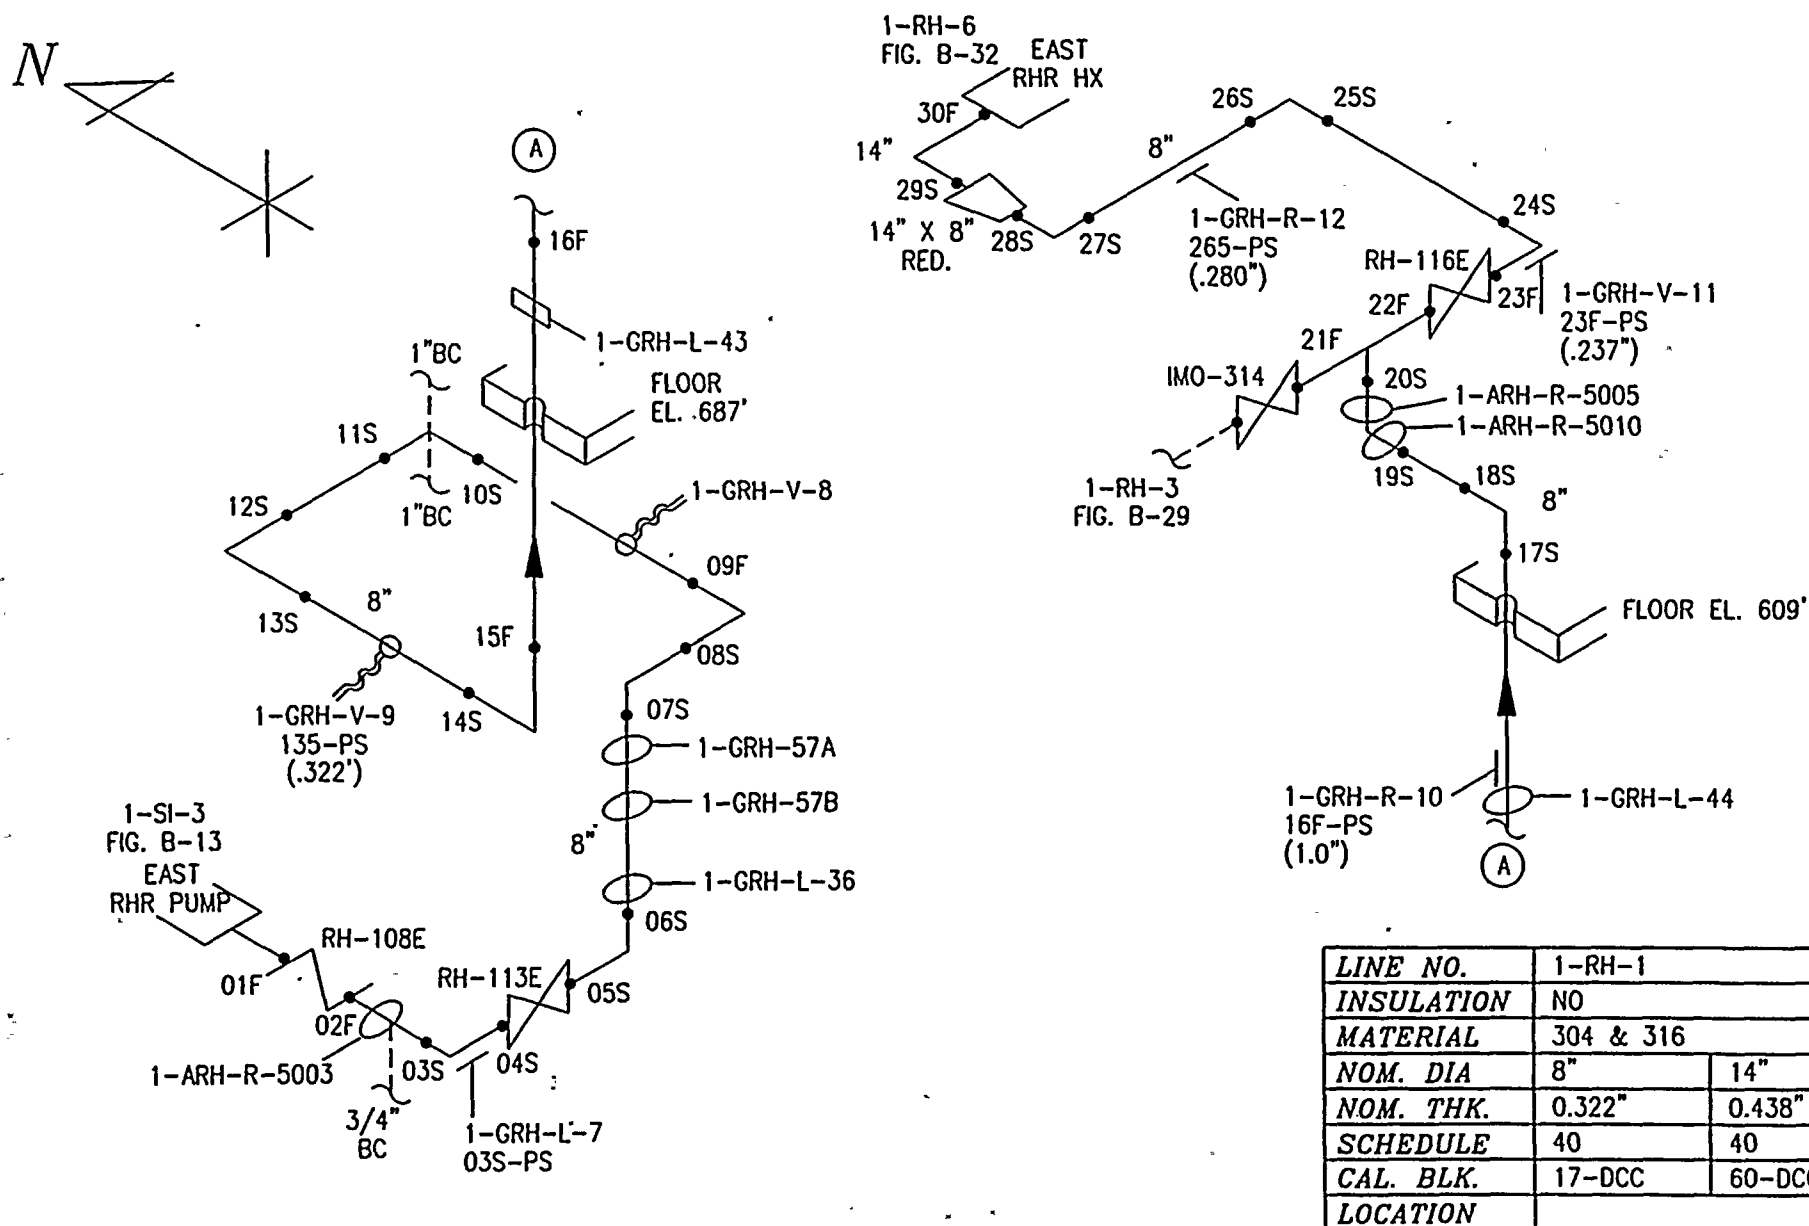 N
A
16F
1-GRH-L-43
1"BC
FLOOR
EL. 687'
11S
10S
1"BC
12S
1-GRH-V-8
09F
13S
8"
15F
08S
1-GRH-V-9
135-PS
(.322')
14S
07S
1-GRH-57A
1-GRH-57B
8"
1-GRH-L-36
06S
1-SI-3
FIG. B-13
EAST
RHR PUMP
RH-108E
01F
RH-113E
05S
02F
04S
03S
1-ARH-R-5003
3/4"
BC
1-GRH-L-7
03S-PS
1-RH-6
FIG. B-32
EAST
RHR HX
30F
26S
25S
14"
8"
29S
14" X 8"
RED.
28S
27S
1-GRH-R-12
265-PS
(.280")
24S
RH-116E
22F
23F
1-GRH-V-11
23F-PS
(.237")
21F
IMO-314
20S
1-ARH-R-5005
1-ARH-R-5010
19S
18S
8"
1-RH-3
FIG. B-29
17S
FLOOR EL. 609'
1-GRH-R-10
16F-PS
(1.0")
1-GRH-L-44
A
LINE NO. 1-RH-1
INSULATION NO
MATERIAL 304 & 316
NOM. DIA 8" 14"
NOM. THK. 0.322" 0.438"
SCHEDULE 40 40
CAL. BLK. 17-DCC 60-DCC
LOCATION